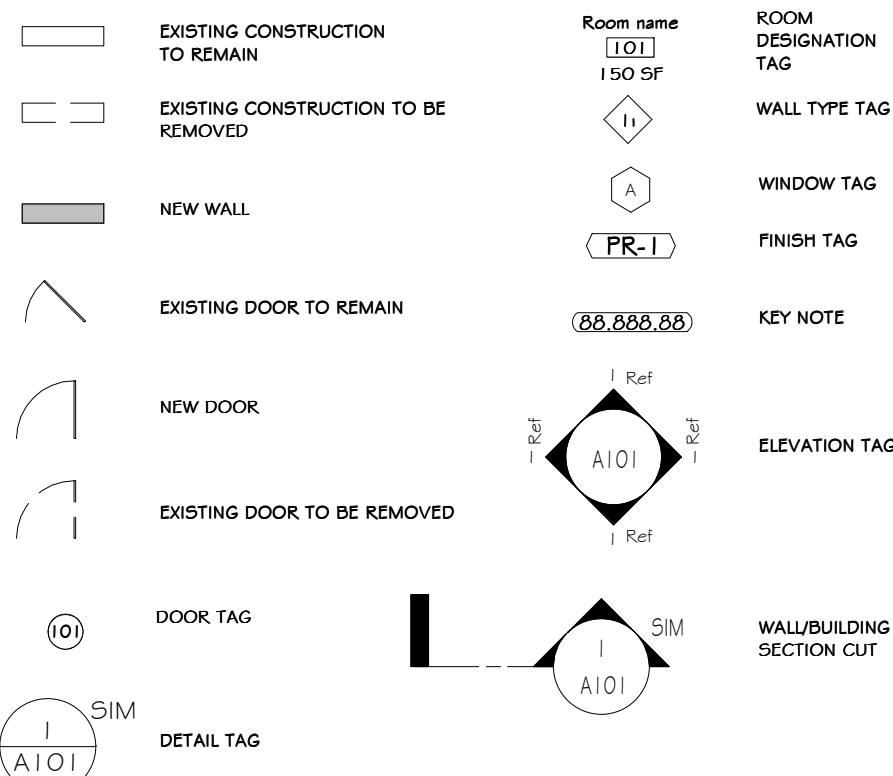 EXISTING CONSTRUCTION
TO REMAIN
EXISTING CONSTRUCTION TO BE
REMOVED
NEW WALL
EXISTING DOOR TO REMAIN
NEW DOOR
EXISTING DOOR TO BE REMOVED
101
DOOR TAG
1
A101
SIM
DETAIL TAG
Room name
101
150 SF
ROOM
DESIGNATION
TAG
1i
WALL TYPE TAG
A
WINDOW TAG
PR-1
FINISH TAG
88.888.88
KEY NOTE
1 Ref
1 Ref
A101
1 Ref
1 Ref
ELEVATION TAG
1
A101
SIM
WALL/BUILDING
SECTION CUT